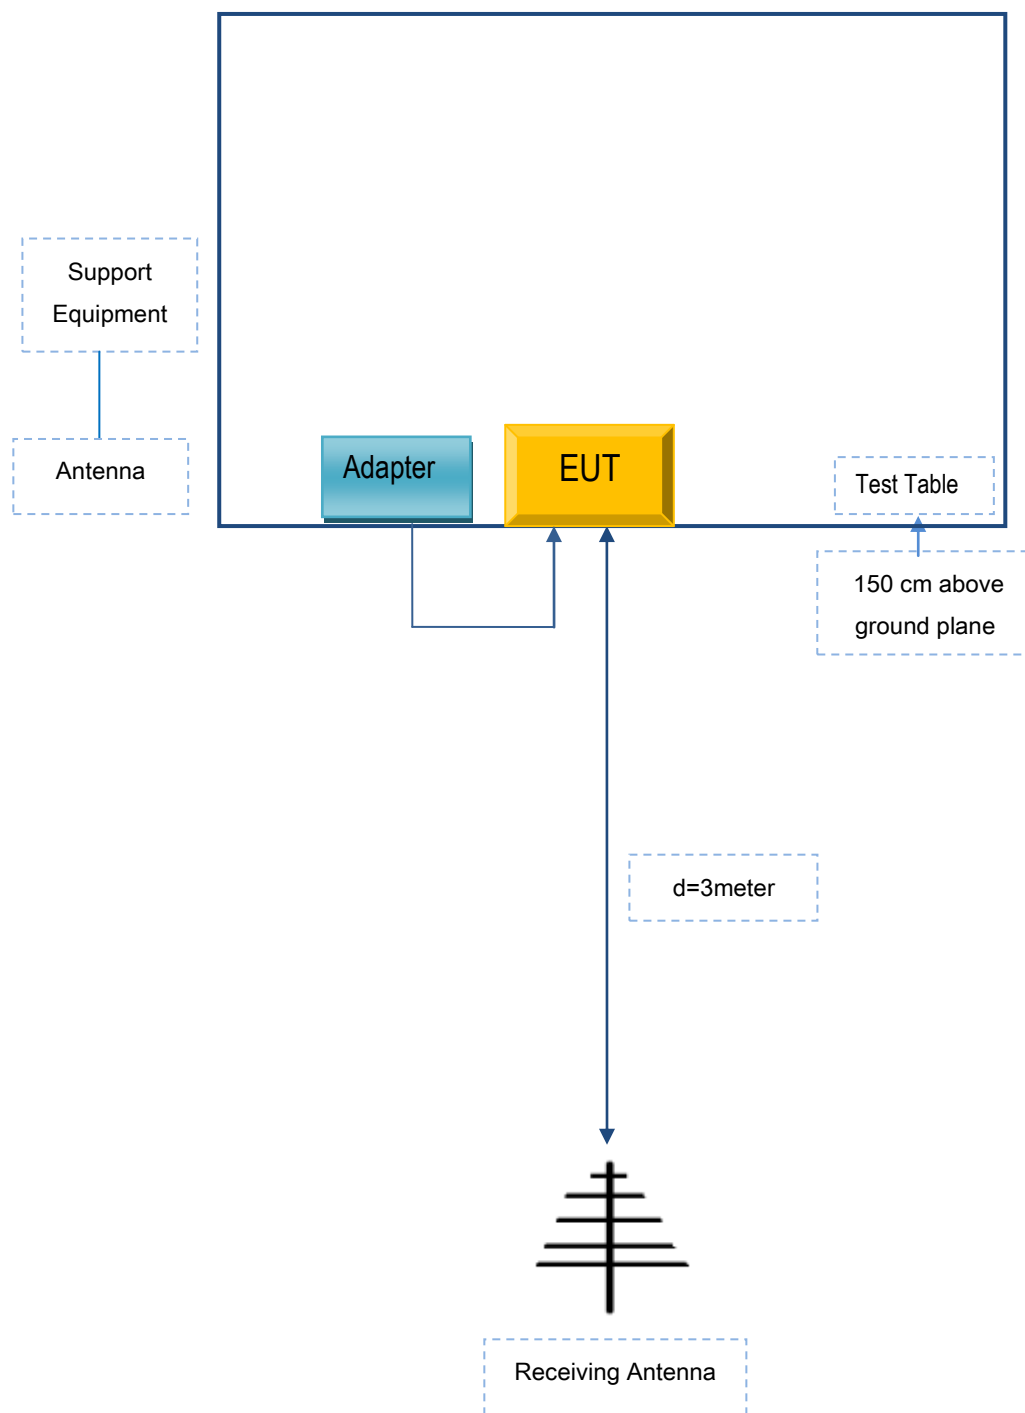 Support
Equipment
Antenna
Adapter
EUT
Test Table
150 cm above
ground plane
d=3meter
Receiving Antenna